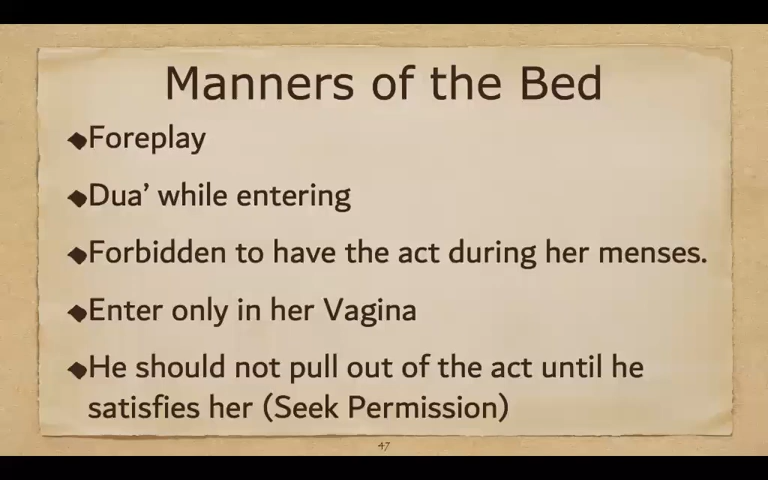 Manners of the Bed
◆Foreplay
◆Dua’ while entering
◆Forbidden to have the act during her menses.
◆Enter only in her Vagina
◆He should not pull out of the act until he
satisfies her (Seek Permission)
47